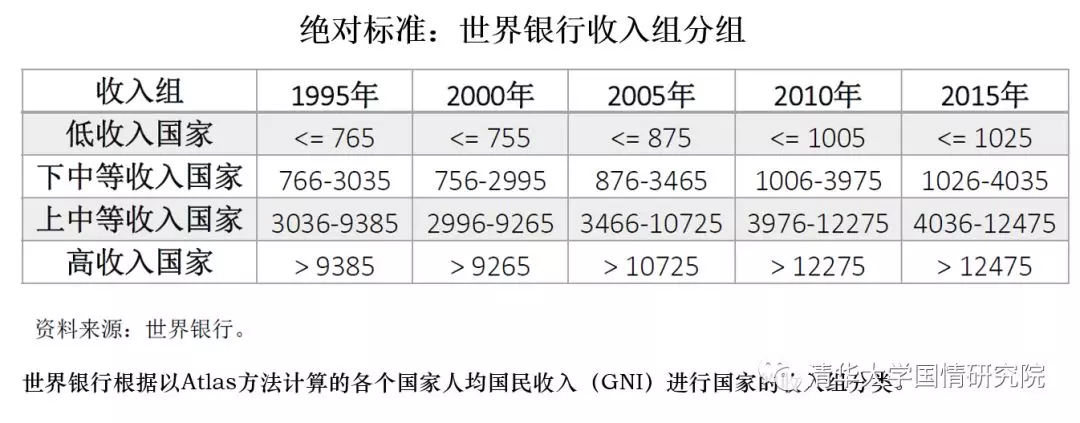 绝对标准：世界银行收入组分组
收入组 1995年 2000年 2005年 2010年 2015年
低收入国家 <= 765 <= 755 <= 875 <= 1005 <= 1025
下中等收入国家 766-3035 756-2995 876-3465 1006-3975 1026-4035
上中等收入国家 3036-9385 2996-9265 3466-10725 3976-12275 4036-12475
高收入国家 > 9385 > 9265 > 10725 > 12275 > 12475
资料来源：世界银行。
世界银行根据以Atlas方法计算的各个国家人均国民收入（GNI）进行国家的收入组分类。
清华大学国情研究院